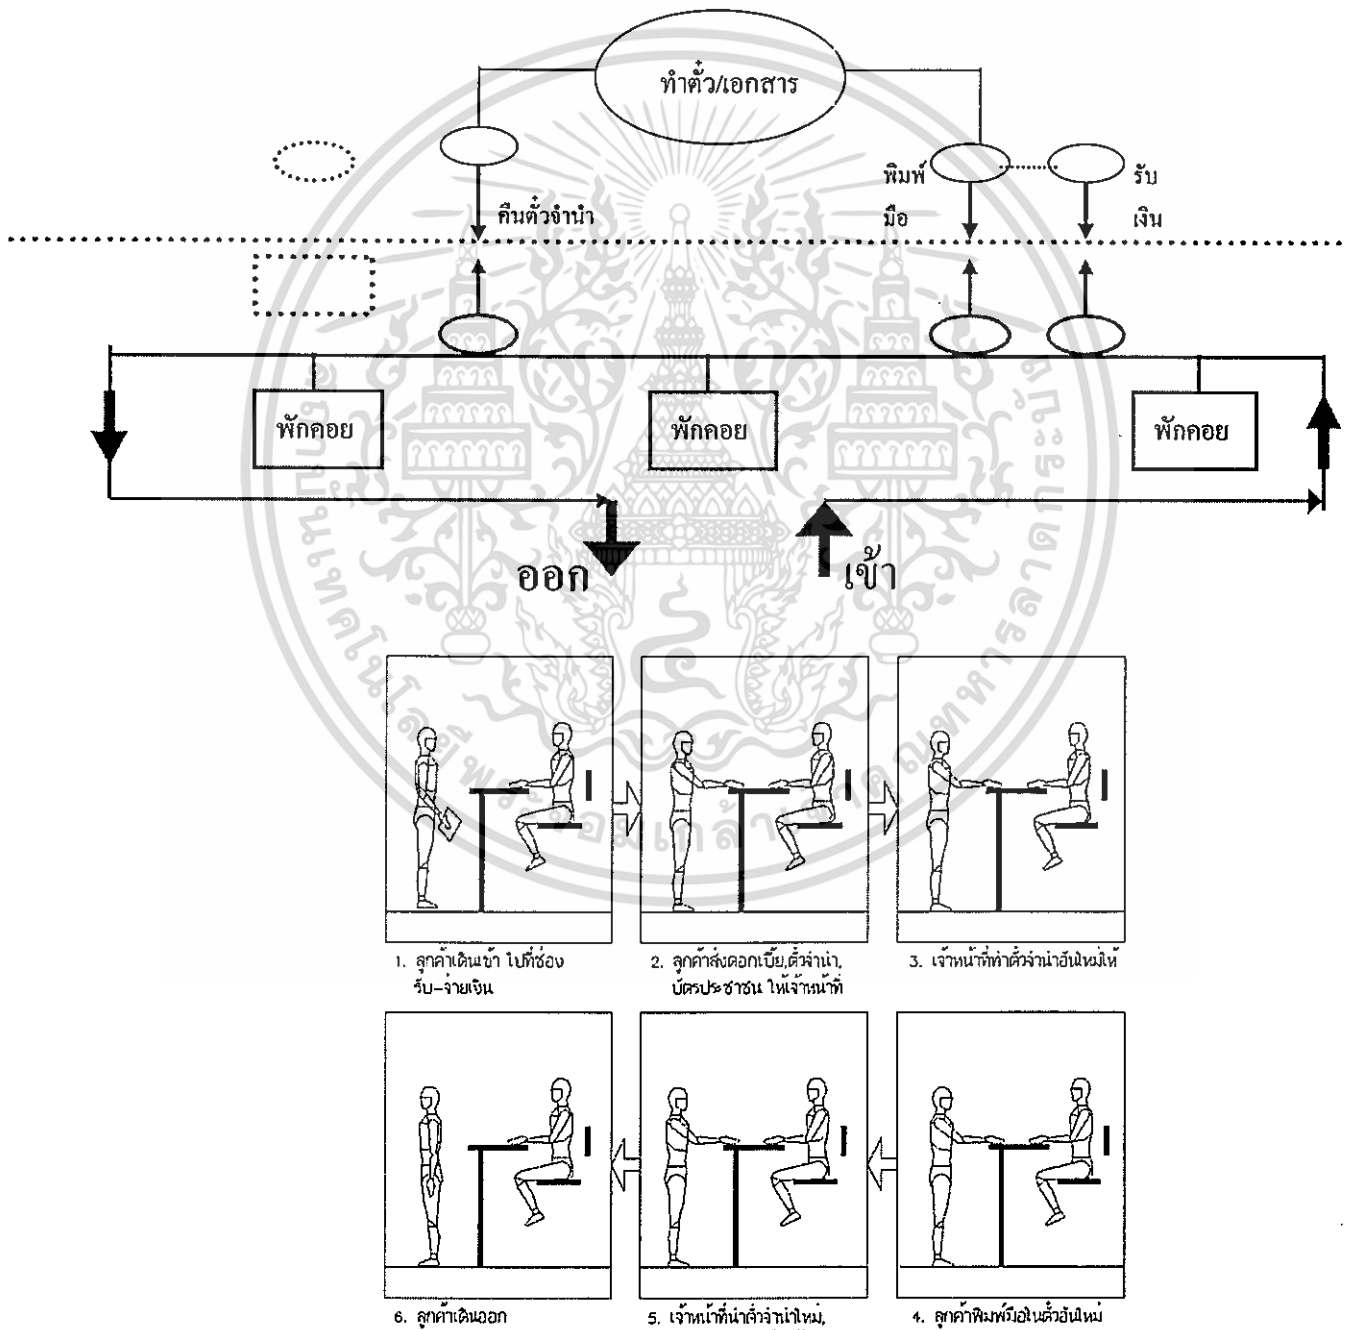 ทำตั๋ว/เอกสาร
พิมพ์
มือ
รับ
เงิน
คืนตั๋วจำนำ
พักคอย
พักคอย
พักคอย
ออก
เข้า
1. ลูกค้าเดินเข้า ไปที่ช่อง
รับ-จ่ายเงิน
2. ลูกค้าส่งดอกเบี้ย,ตั๋วจำนำ,
บัตรประชาชน ให้เจ้าหน้าที่
3. เจ้าหน้าที่ทำตั๋วจำนำอันใหม่ให้
6. ลูกค้าเดินออก
5. เจ้าหน้าที่นำตั๋วจำนำใหม่,
4. ลูกค้าพิมพ์มือในตั๋วอันใหม่